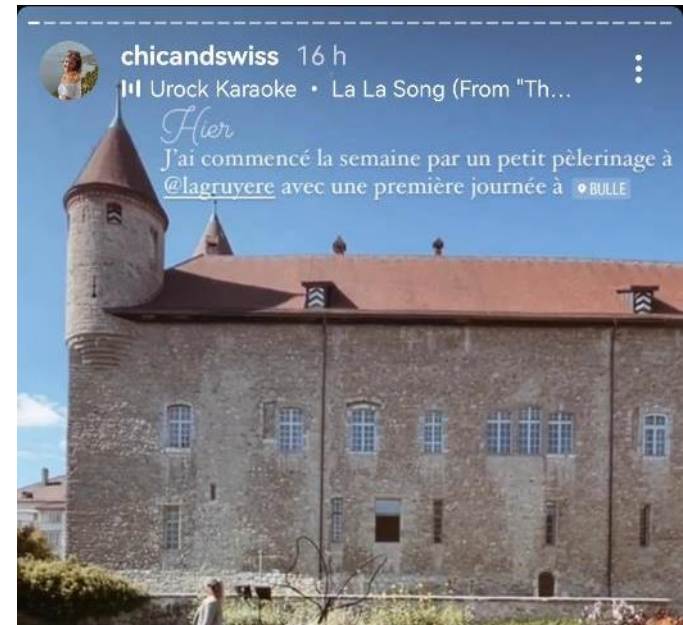 chicandswiss 16 h
Urock Karaoke • La La Song (From "Th...
Hier
J'ai commencé la semaine par un petit pèlerinage à
@lagruyere avec une première journée à BULLE